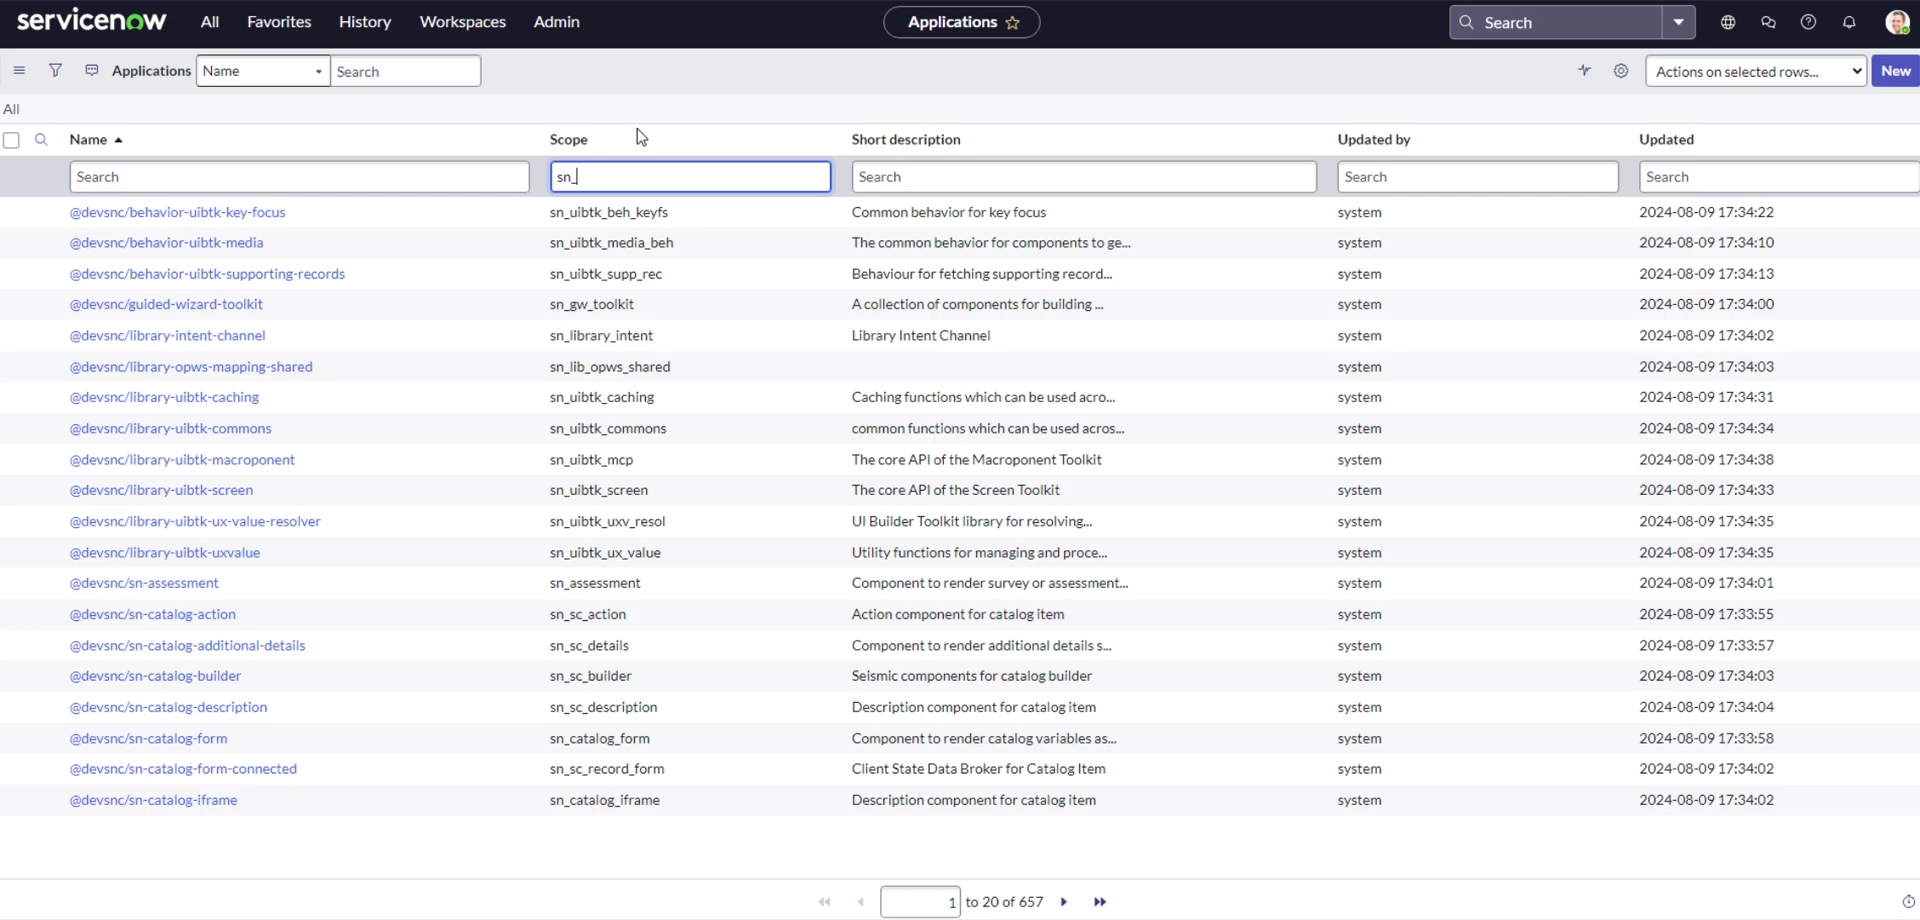 servicenow All Favorites History Workspaces Admin Applications Search
Applications Name Search Actions on selected rows... New
All
Name Scope Short description Updated by Updated
Search sn_ Search Search Search
@devsnc/behavior-uibtk-key-focus sn_uibtk_beh_keyfs Common behavior for key focus system 2024-08-09 17:34:22
@devsnc/behavior-uibtk-media sn_uibtk_media_beh The common behavior for components to ge... system 2024-08-09 17:34:10
@devsnc/behavior-uibtk-supporting-records sn_uibtk_supp_rec Behaviour for fetching supporting record... system 2024-08-09 17:34:13
@devsnc/guided-wizard-toolkit sn_gw_toolkit A collection of components for building ... system 2024-08-09 17:34:00
@devsnc/library-intent-channel sn_library_intent Library Intent Channel system 2024-08-09 17:34:02
@devsnc/library-opws-mapping-shared sn_lib_opws_shared system 2024-08-09 17:34:03
@devsnc/library-uibtk-caching sn_uibtk_caching Caching functions which can be used acro... system 2024-08-09 17:34:31
@devsnc/library-uibtk-commons sn_uibtk_commons common functions which can be used acros... system 2024-08-09 17:34:34
@devsnc/library-uibtk-macroponent sn_uibtk_mcp The core API of the Macroponent Toolkit system 2024-08-09 17:34:38
@devsnc/library-uibtk-screen sn_uibtk_screen The core API of the Screen Toolkit system 2024-08-09 17:34:33
@devsnc/library-uibtk-ux-value-resolver sn_uibtk_uxv_resol UI Builder Toolkit library for resolving... system 2024-08-09 17:34:35
@devsnc/library-uibtk-uxvalue sn_uibtk_ux_value Utility functions for managing and proce... system 2024-08-09 17:34:35
@devsnc/sn-assessment sn_assessment Component to render survey or assessment... system 2024-08-09 17:34:01
@devsnc/sn-catalog-action sn_sc_action Action component for catalog item system 2024-08-09 17:33:55
@devsnc/sn-catalog-additional-details sn_sc_details Component to render additional details s... system 2024-08-09 17:33:57
@devsnc/sn-catalog-builder sn_sc_builder Seismic components for catalog builder system 2024-08-09 17:34:03
@devsnc/sn-catalog-description sn_sc_description Description component for catalog item system 2024-08-09 17:34:04
@devsnc/sn-catalog-form sn_catalog_form Component to render catalog variables as... system 2024-08-09 17:33:58
@devsnc/sn-catalog-form-connected sn_sc_record_form Client State Data Broker for Catalog Item system 2024-08-09 17:34:02
@devsnc/sn-catalog-iframe sn_catalog_iframe Description component for catalog item system 2024-08-09 17:34:02
1 to 20 of 657